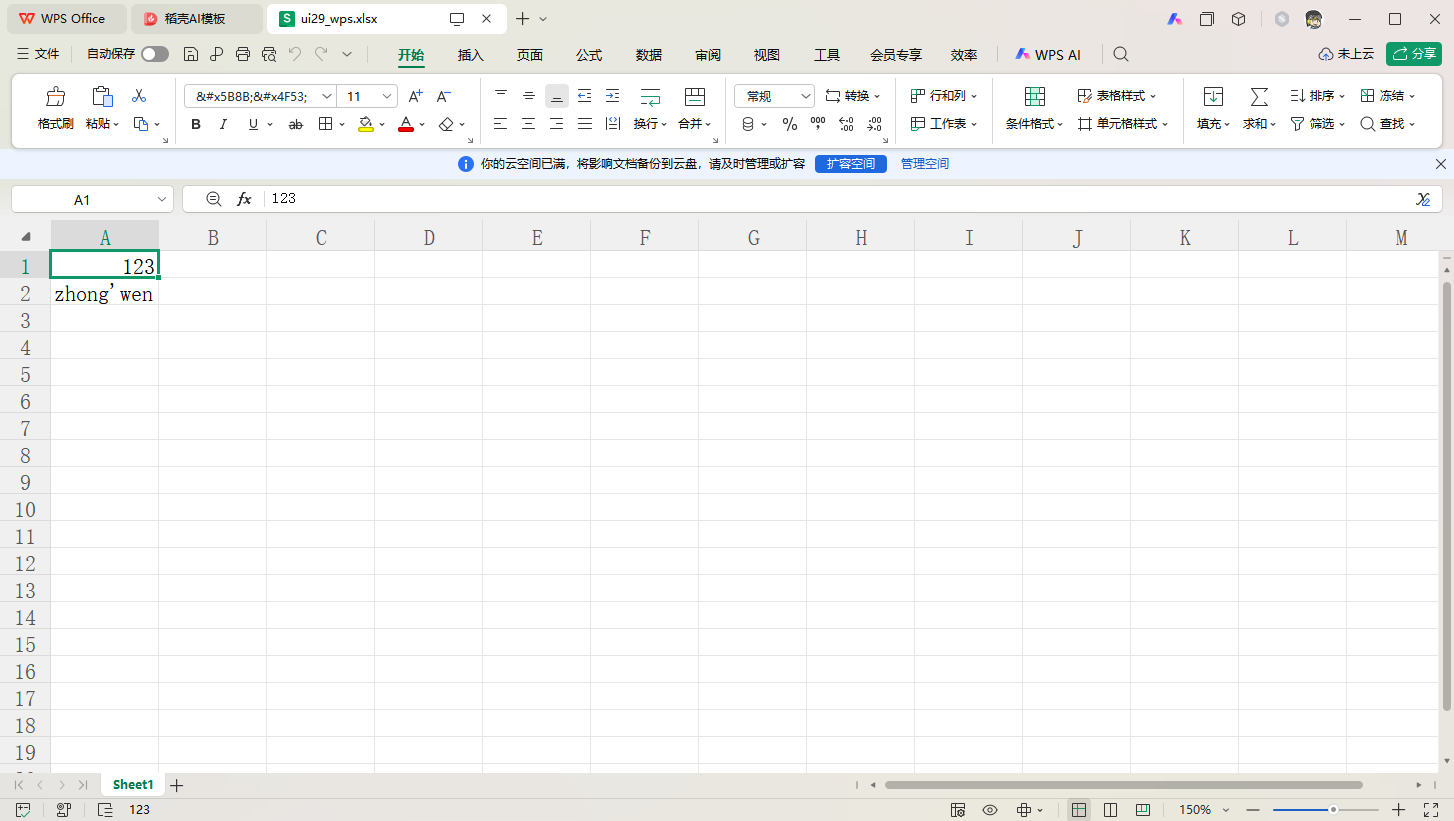 WPS Office 稻壳AI模板 ui29_wps.xlsx
文件 自动保存 开始 插入 页面 公式 数据 审阅 视图 工具 会员专享 效率 WPS AI 未上云 分享
&#x5B8B;&#x4F53; 11 A+ A- 常规 转换 行和列 表格样式 排序 冻结
格式刷 粘贴 B I U ab A 换行 合并 % 工作表 条件格式 单元格样式 填充 求和 筛选 查找
你的云空间已满，将影响文档备份到云盘，请及时管理或扩容 扩容空间 管理空间
A1 fx 123
A B C D E F G H I J K L M
1 123
2 zhong'wen
3
4
5
6
7
8
9
10
11
12
13
14
15
16
17
18
19
Sheet1
123 150%